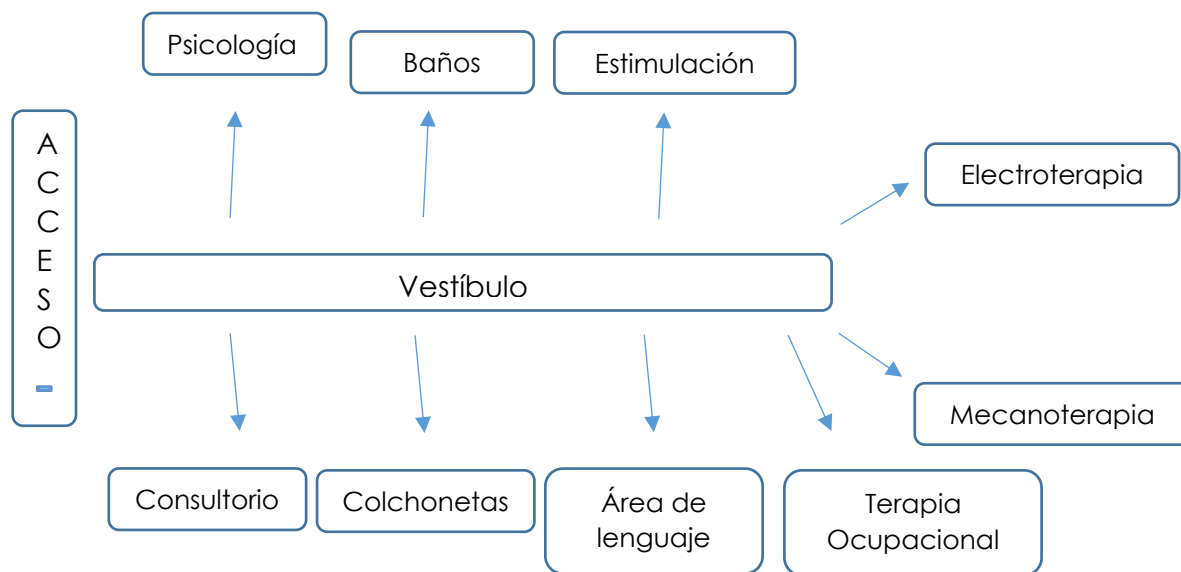 Psicología
Baños
Estimulación
A
C
C
E
S
O
Electroterapia
Vestíbulo
Mecanoterapia
Consultorio
Colchonetas
Área de
lenguaje
Terapia
Ocupacional